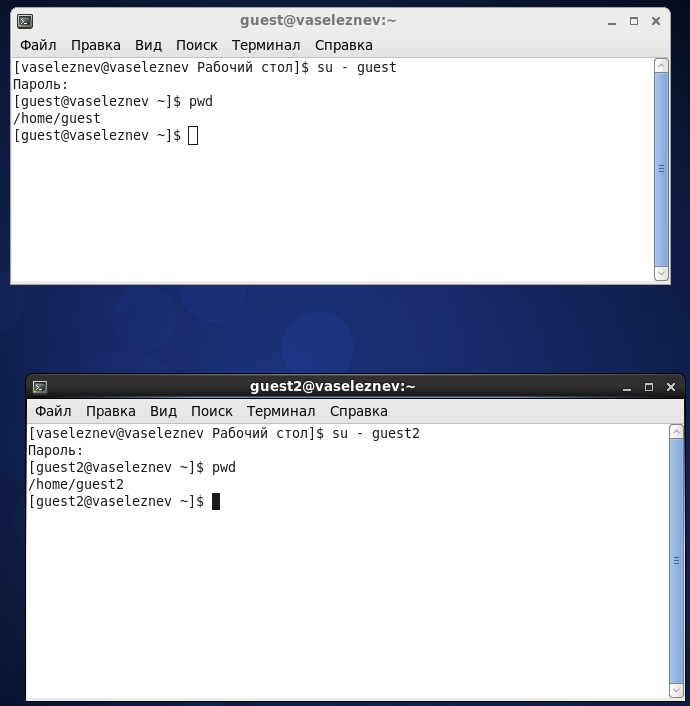 guest@vaseleznev:~
Файл Правка Вид Поиск Терминал Справка
[vaseleznev@vaseleznev Рабочий стол]$ su - guest
Пароль:
[guest@vaseleznev ~]$ pwd
/home/guest
[guest@vaseleznev ~]$
guest2@vaseleznev:~
Файл Правка Вид Поиск Терминал Справка
[vaseleznev@vaseleznev Рабочий стол]$ su - guest2
Пароль:
[guest2@vaseleznev ~]$ pwd
/home/guest2
[guest2@vaseleznev ~]$